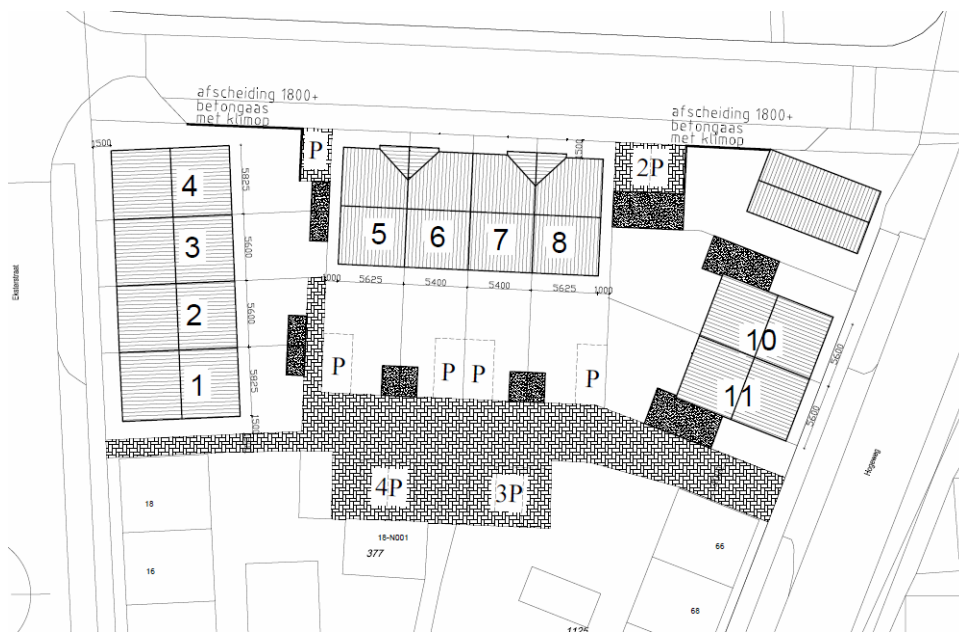 afscheiding 1800+
betongaas
met klimop
afscheiding 1800+
betongaas
met klimop
1500
P
1500
2P
4
5825
3
5600
2
5600
1
5825
1500
5
6
7
8
1000
5625
5400
5400
5625
1000
10
5600
11
5600
P
P
P
P
4P
3P
Eksterstraat
Hogeweg
18
16
18-N001
377
66
68
1125